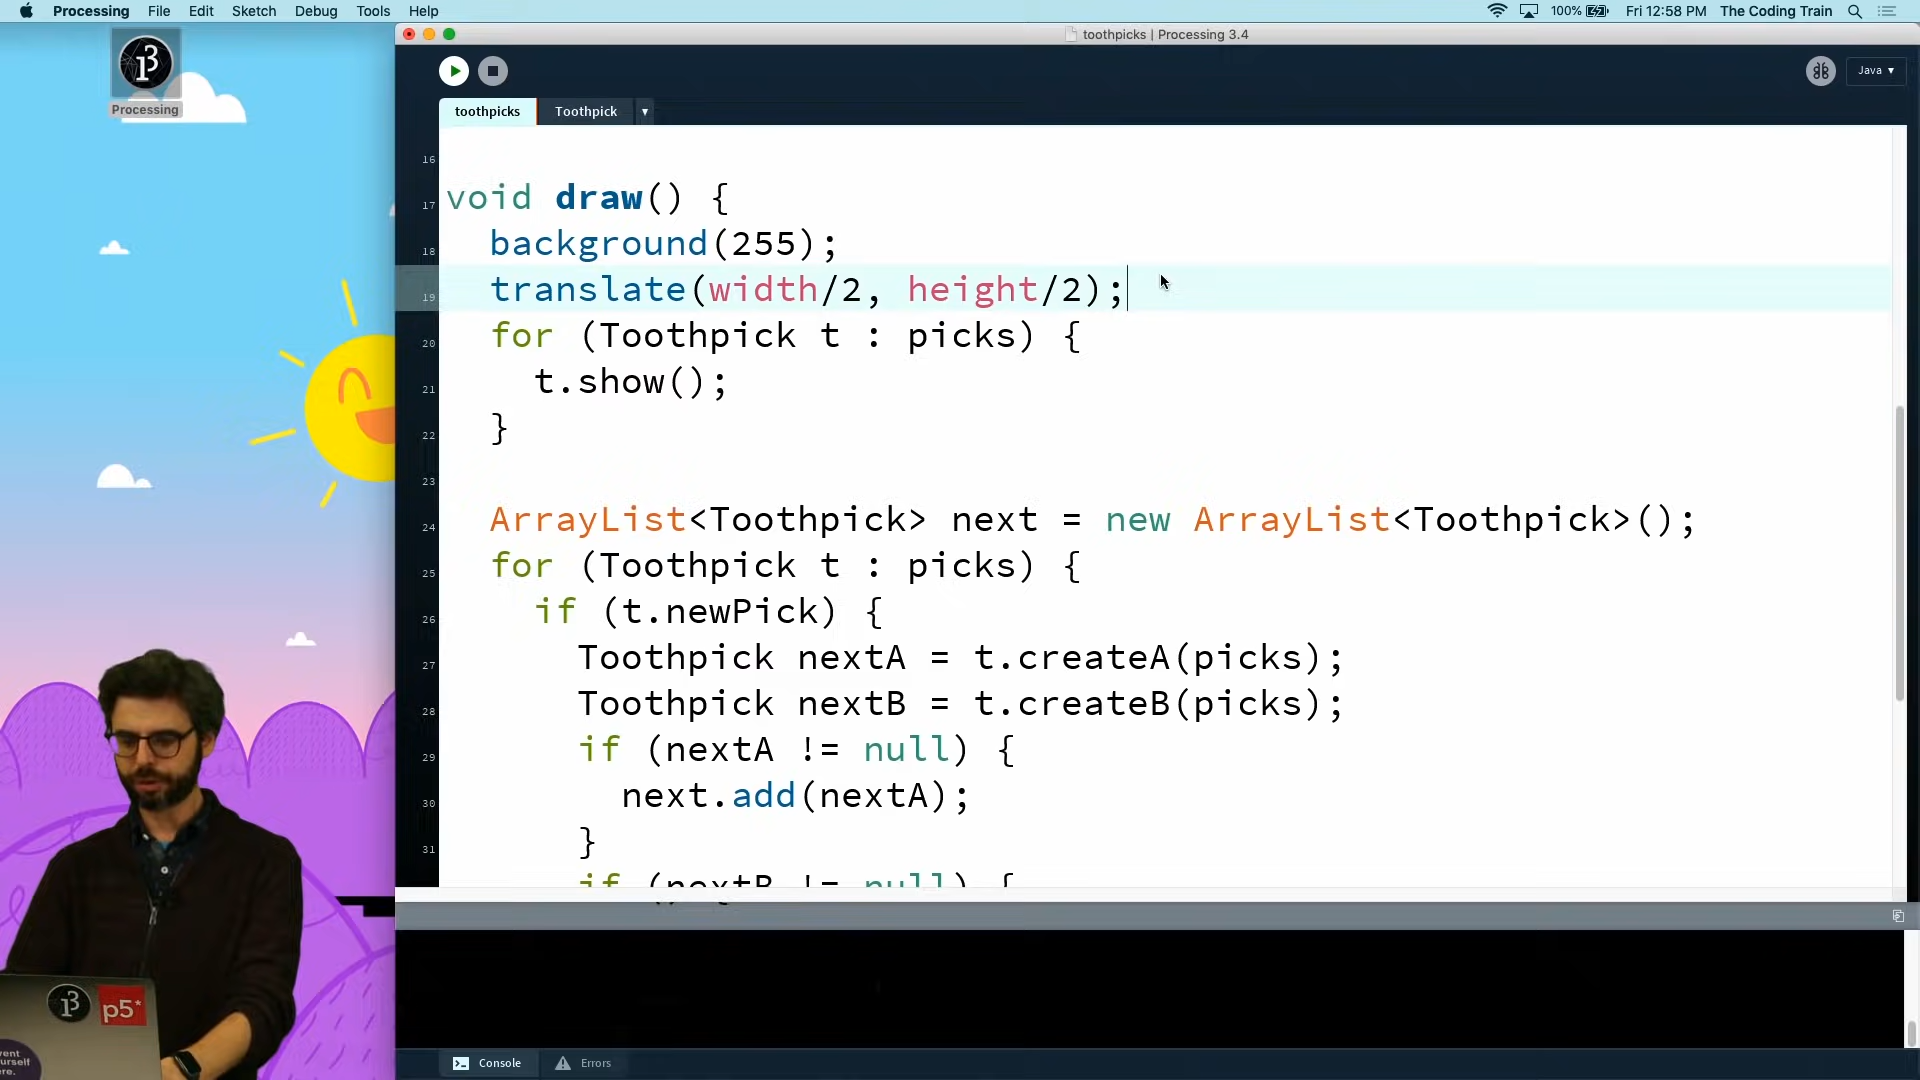 Processing File Edit Sketch Debug Tools Help 100% Fri 12:58 PM The Coding Train
toothpicks | Processing 3.4
Processing
Java ▾
toothpicks Toothpick ▾
16
17 void draw() {
18 background(255);
19 translate(width/2, height/2);
20 for (Toothpick t : picks) {
21 t.show();
22 }
23
24 ArrayList<Toothpick> next = new ArrayList<Toothpick>();
25 for (Toothpick t : picks) {
26 if (t.newPick) {
27 Toothpick nextA = t.createA(picks);
28 Toothpick nextB = t.createB(picks);
29 if (nextA != null) {
30 next.add(nextA);
31 }
if (nextB != null) {
p5*
Console Errors